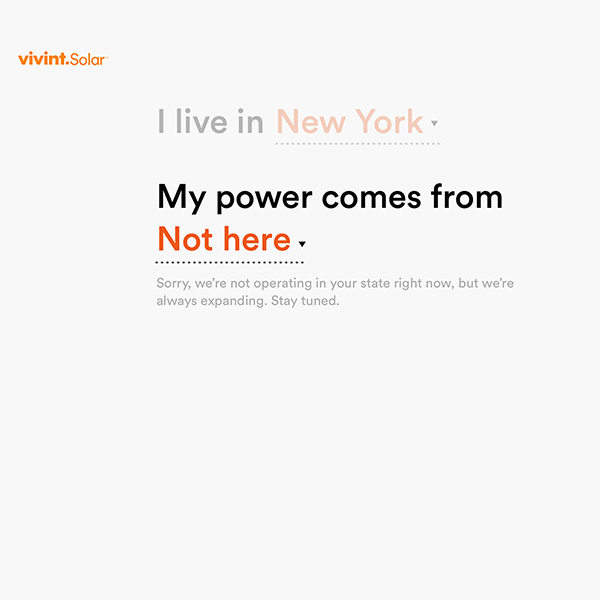 vivint.Solar
I live in New York
My power comes from
Not here
Sorry, we’re not operating in your state right now, but we’re
always expanding. Stay tuned.